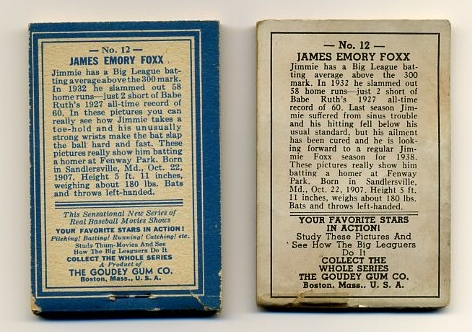 — No. 12 —
JAMES EMORY FOXX
Jimmie has a Big League bat-
ting average above the 300 mark.
In 1932 he slammed out 58
home runs—just 2 short of Babe
Ruth's 1927 all-time record of
60. In these pictures you can
really see how Jimmie takes a
toe-hold and his unusually
strong wrists make the bat slap
the ball hard and fast. These
pictures really show him batting
a homer at Fenway Park. Born
in Sandlersville, Md., Oct. 22,
1907. Height 5 ft. 11 inches,
weighing about 180 lbs. Bats
and throws left-handed.
This Sensational New Series of
Real Baseball Movies Shows
YOUR FAVORITE STARS IN ACTION!
Pitching! Batting! Running! Catching! etc.
Study Thum-Movies And See
How The Big Leaguers Do It
COLLECT THE WHOLE SERIES
A Product of
THE GOUDEY GUM CO.
Boston, Mass., U. S. A.
— No. 12 —
JAMES EMORY FOXX
Jimmie has a Big League
batting average above the 300
mark. In 1932 he slammed out
58 home runs—just 2 short of
Babe Ruth's 1927 all-time record
of 60. Last season Jim-
mie suffered from sinus trouble
and his hitting fell below his
usual standard, but his ailment
has been cured and he is look-
ing forward to a regular Jim-
mie Foxx season for 1938.
These pictures really show him
batting a homer at Fenway
Park. Born in Sandlersville,
Md., Oct. 22, 1907. Height 5 ft.
11 inches, weighs about 180 lbs.
Bats and throws left-handed.
YOUR FAVORITE STARS
IN ACTION!
Study These Pictures And
See How The Big Leaguers
Do It
COLLECT THE
WHOLE SERIES
THE GOUDEY GUM CO.
Boston, Mass., U. S. A.